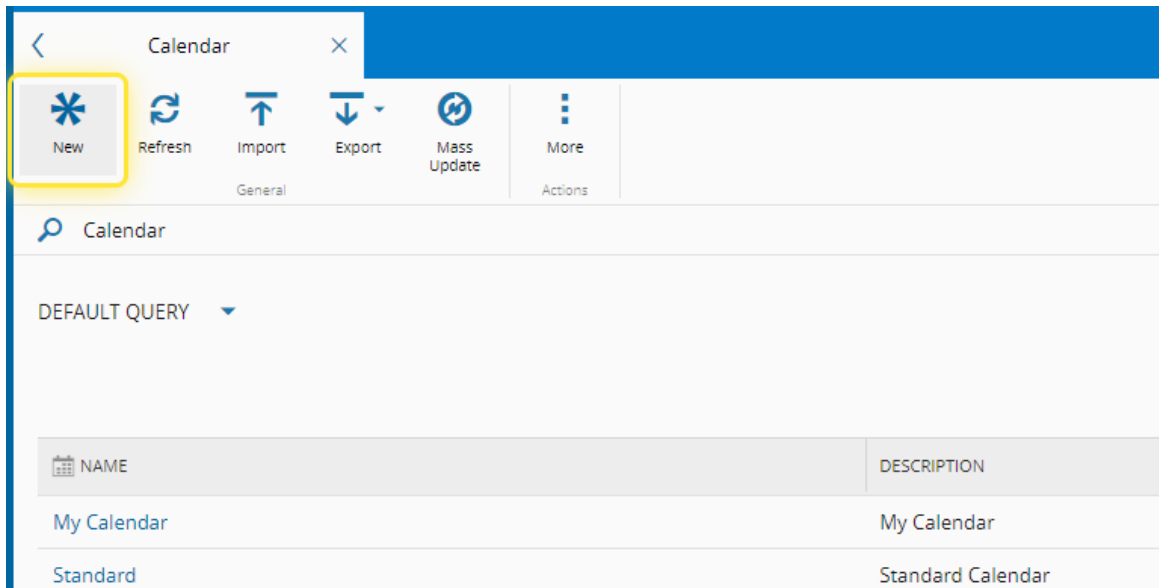 Calendar
New
Refresh
Import
Export
Mass
Update
More
General
Actions
Calendar
DEFAULT QUERY
NAME
DESCRIPTION
My Calendar
My Calendar
Standard
Standard Calendar